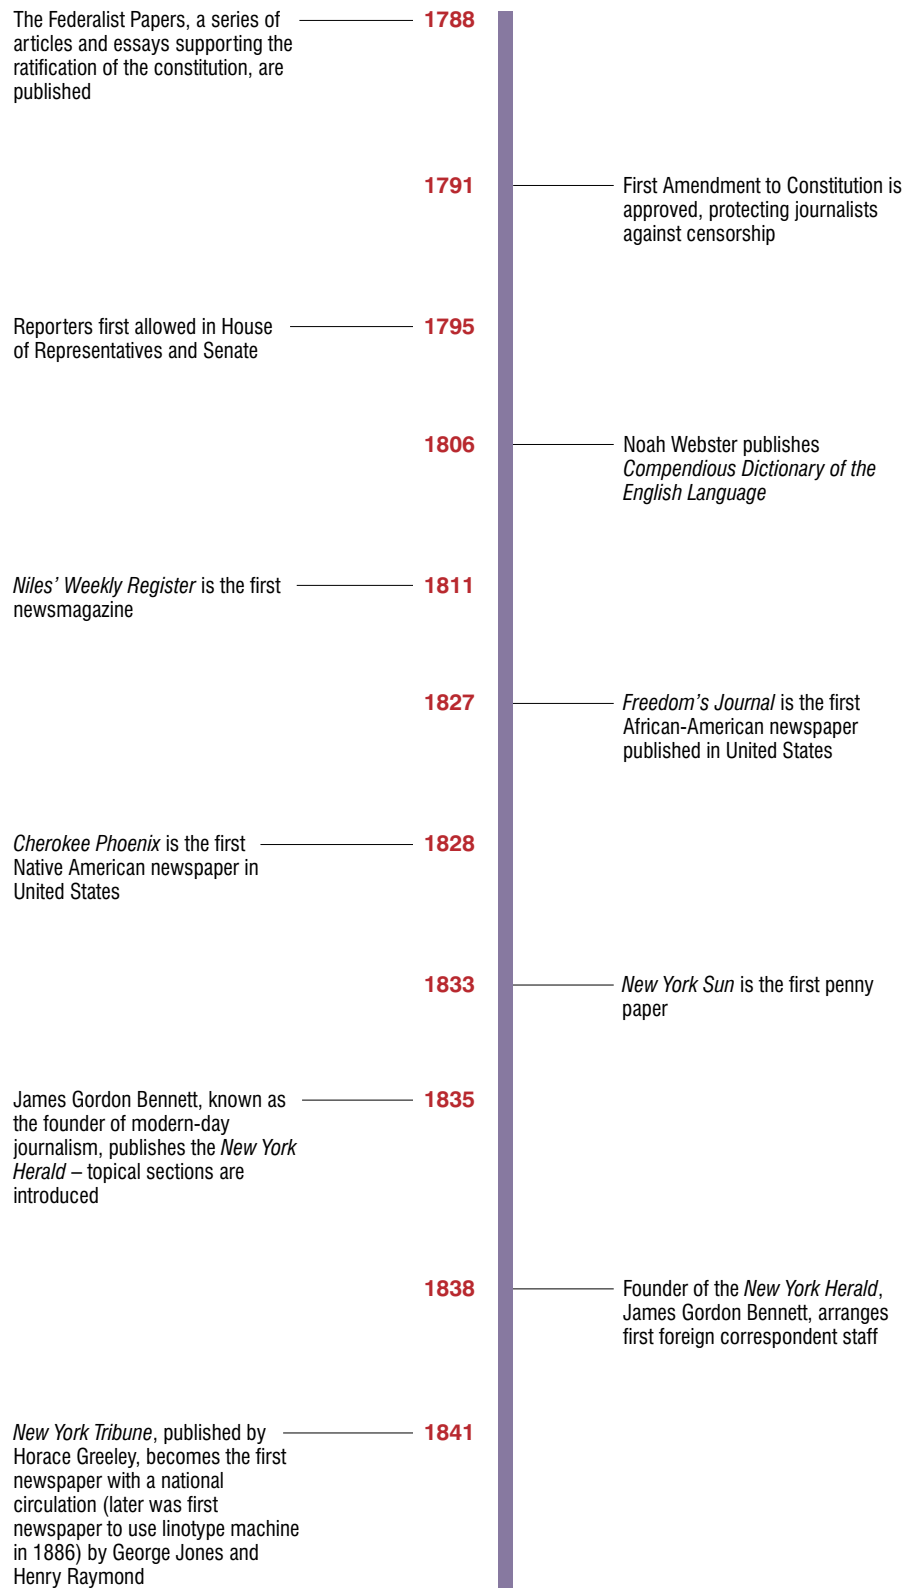 The Federalist Papers, a series of
articles and essays supporting the
ratification of the constitution, are
published
1788
1791
First Amendment to Constitution is
approved, protecting journalists
against censorship
Reporters first allowed in House
of Representatives and Senate
1795
1806
Noah Webster publishes
Compendious Dictionary of the
English Language
Niles’ Weekly Register is the first
newsmagazine
1811
1827
Freedom’s Journal is the first
African-American newspaper
published in United States
Cherokee Phoenix is the first
Native American newspaper in
United States
1828
1833
New York Sun is the first penny
paper
James Gordon Bennett, known as
the founder of modern-day
journalism, publishes the New York
Herald – topical sections are
introduced
1835
1838
Founder of the New York Herald,
James Gordon Bennett, arranges
first foreign correspondent staff
New York Tribune, published by
Horace Greeley, becomes the first
newspaper with a national
circulation (later was first
newspaper to use linotype machine
in 1886) by George Jones and
Henry Raymond
1841